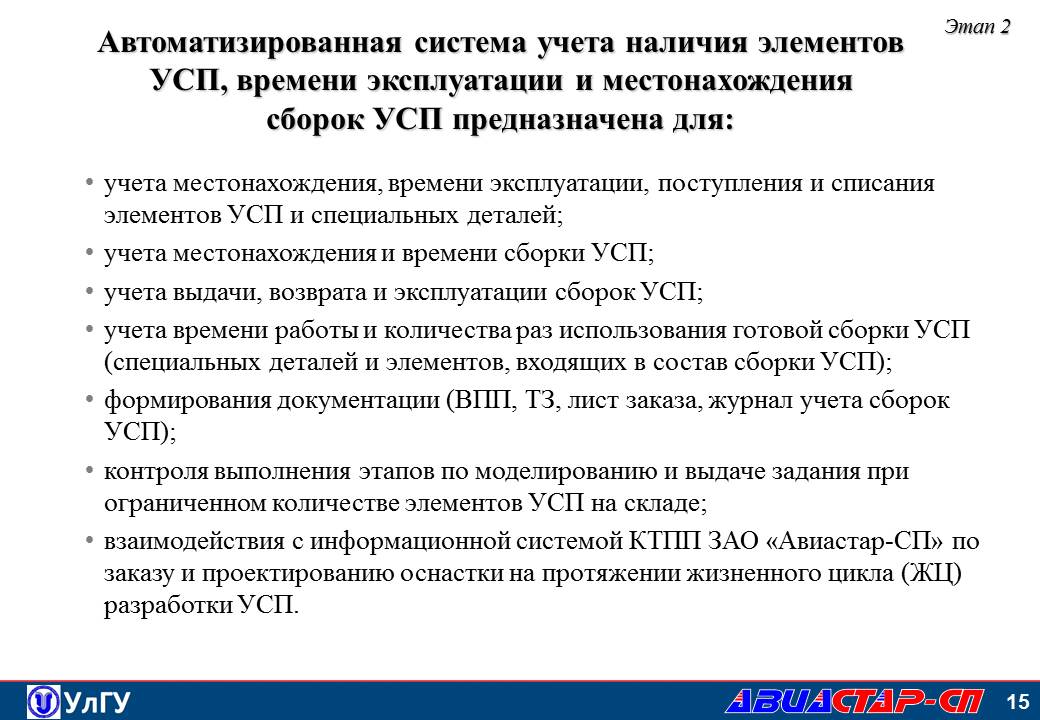 Этап 2
Автоматизированная система учета наличия элементов
УСП, времени эксплуатации и местонахождения
сборок УСП предназначена для:
• учета местонахождения, времени эксплуатации, поступления и списания
элементов УСП и специальных деталей;
• учета местонахождения и времени сборки УСП;
• учета выдачи, возврата и эксплуатации сборок УСП;
• учета времени работы и количества раз использования готовой сборки УСП
(специальных деталей и элементов, входящих в состав сборки УСП);
• формирования документации (ВПП, ТЗ, лист заказа, журнал учета сборок
УСП);
• контроля выполнения этапов по моделированию и выдаче задания при
ограниченном количестве элементов УСП на складе;
• взаимодействия с информационной системой КТПП ЗАО «Авиастар-СП» по
заказу и проектированию оснастки на протяжении жизненного цикла (ЖЦ)
разработки УСП.
УлГУ
АВИАСТАР-СП
15